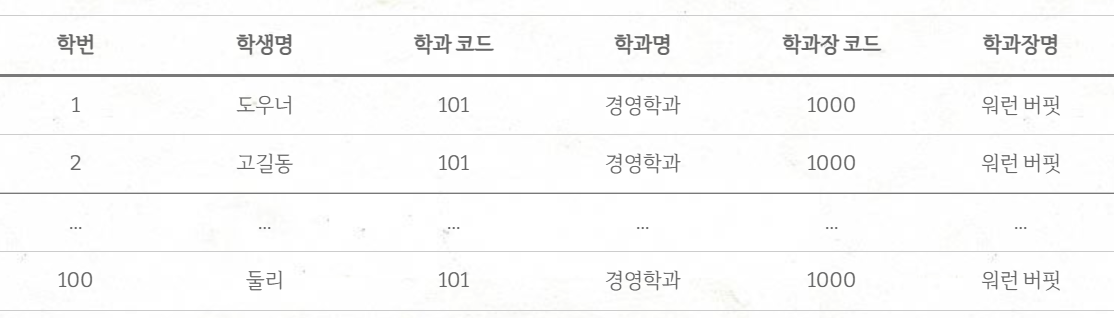 학번 학생명 학과 코드 학과명 학과장 코드 학과장명
1 도우너 101 경영학과 1000 워런 버핏
2 고길동 101 경영학과 1000 워런 버핏
... ... ... ... ... ...
100 둘리 101 경영학과 1000 워런 버핏